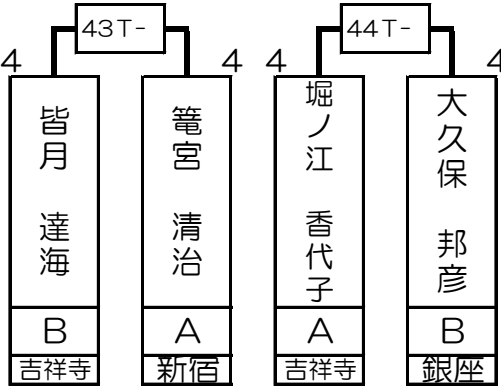 43T- 44T-
4 4 4 4
皆月 達海
篭宮 清治
堀ノ江 香代子
大久保 邦彦
B A A B
吉祥寺 新宿 吉祥寺 銀座